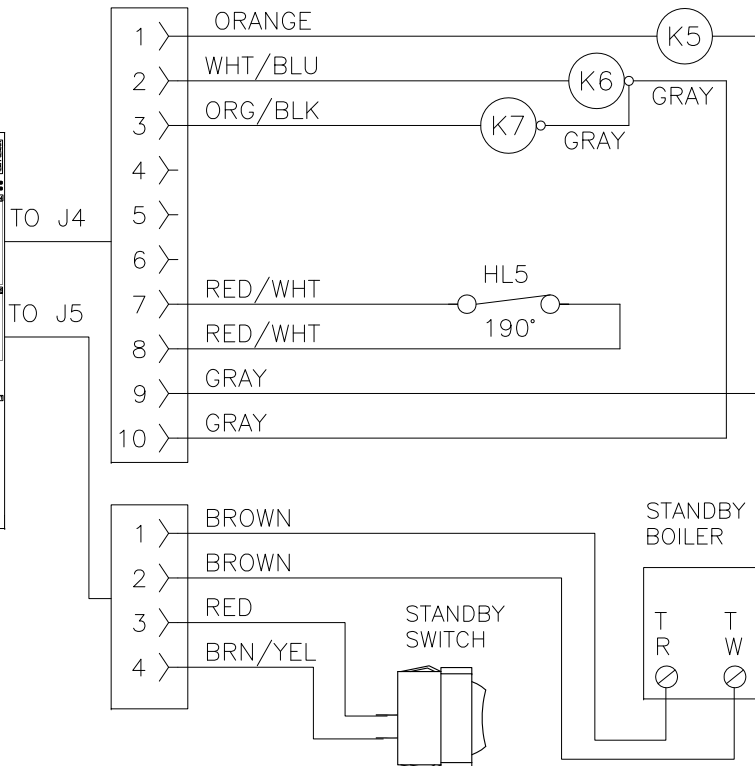 1 ORANGE K5
2 WHT/BLU K6 GRAY
3 ORG/BLK K7 GRAY
4
5
6
TO J4
7 RED/WHT HL5 190°
8 RED/WHT
TO J5
9 GRAY
10 GRAY
1 BROWN
2 BROWN
3 RED
4 BRN/YEL
STANDBY
SWITCH
STANDBY
BOILER
T T
R W